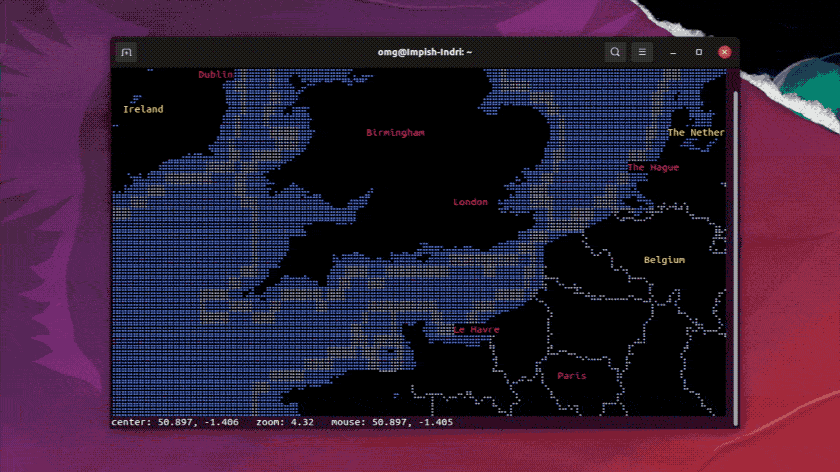 omg@Impish-Indri: ~
Dublin
Ireland
Birmingham
The Nether
The Hague
London
Belgium
Le Havre
Paris
center: 50.897, -1.406 zoom: 4.32 mouse: 50.897, -1.405